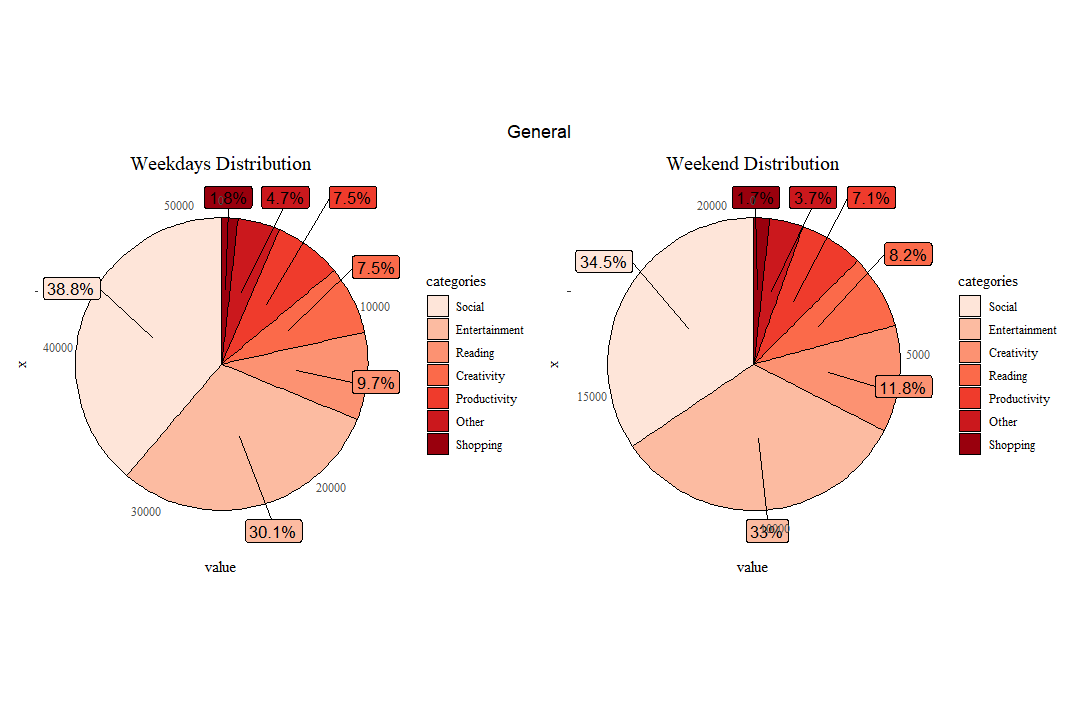 General
Weekdays Distribution
1.8%
4.7%
7.5%
50000
7.5%
38.8%
10000
40000
9.7%
20000
30000
30.1%
x
-
value
categories
Social
Entertainment
Reading
Creativity
Productivity
Other
Shopping
Weekend Distribution
1.7%
3.7%
7.1%
20000
8.2%
34.5%
5000
11.8%
15000
33%
10000
x
-
value
categories
Social
Entertainment
Creativity
Reading
Productivity
Other
Shopping